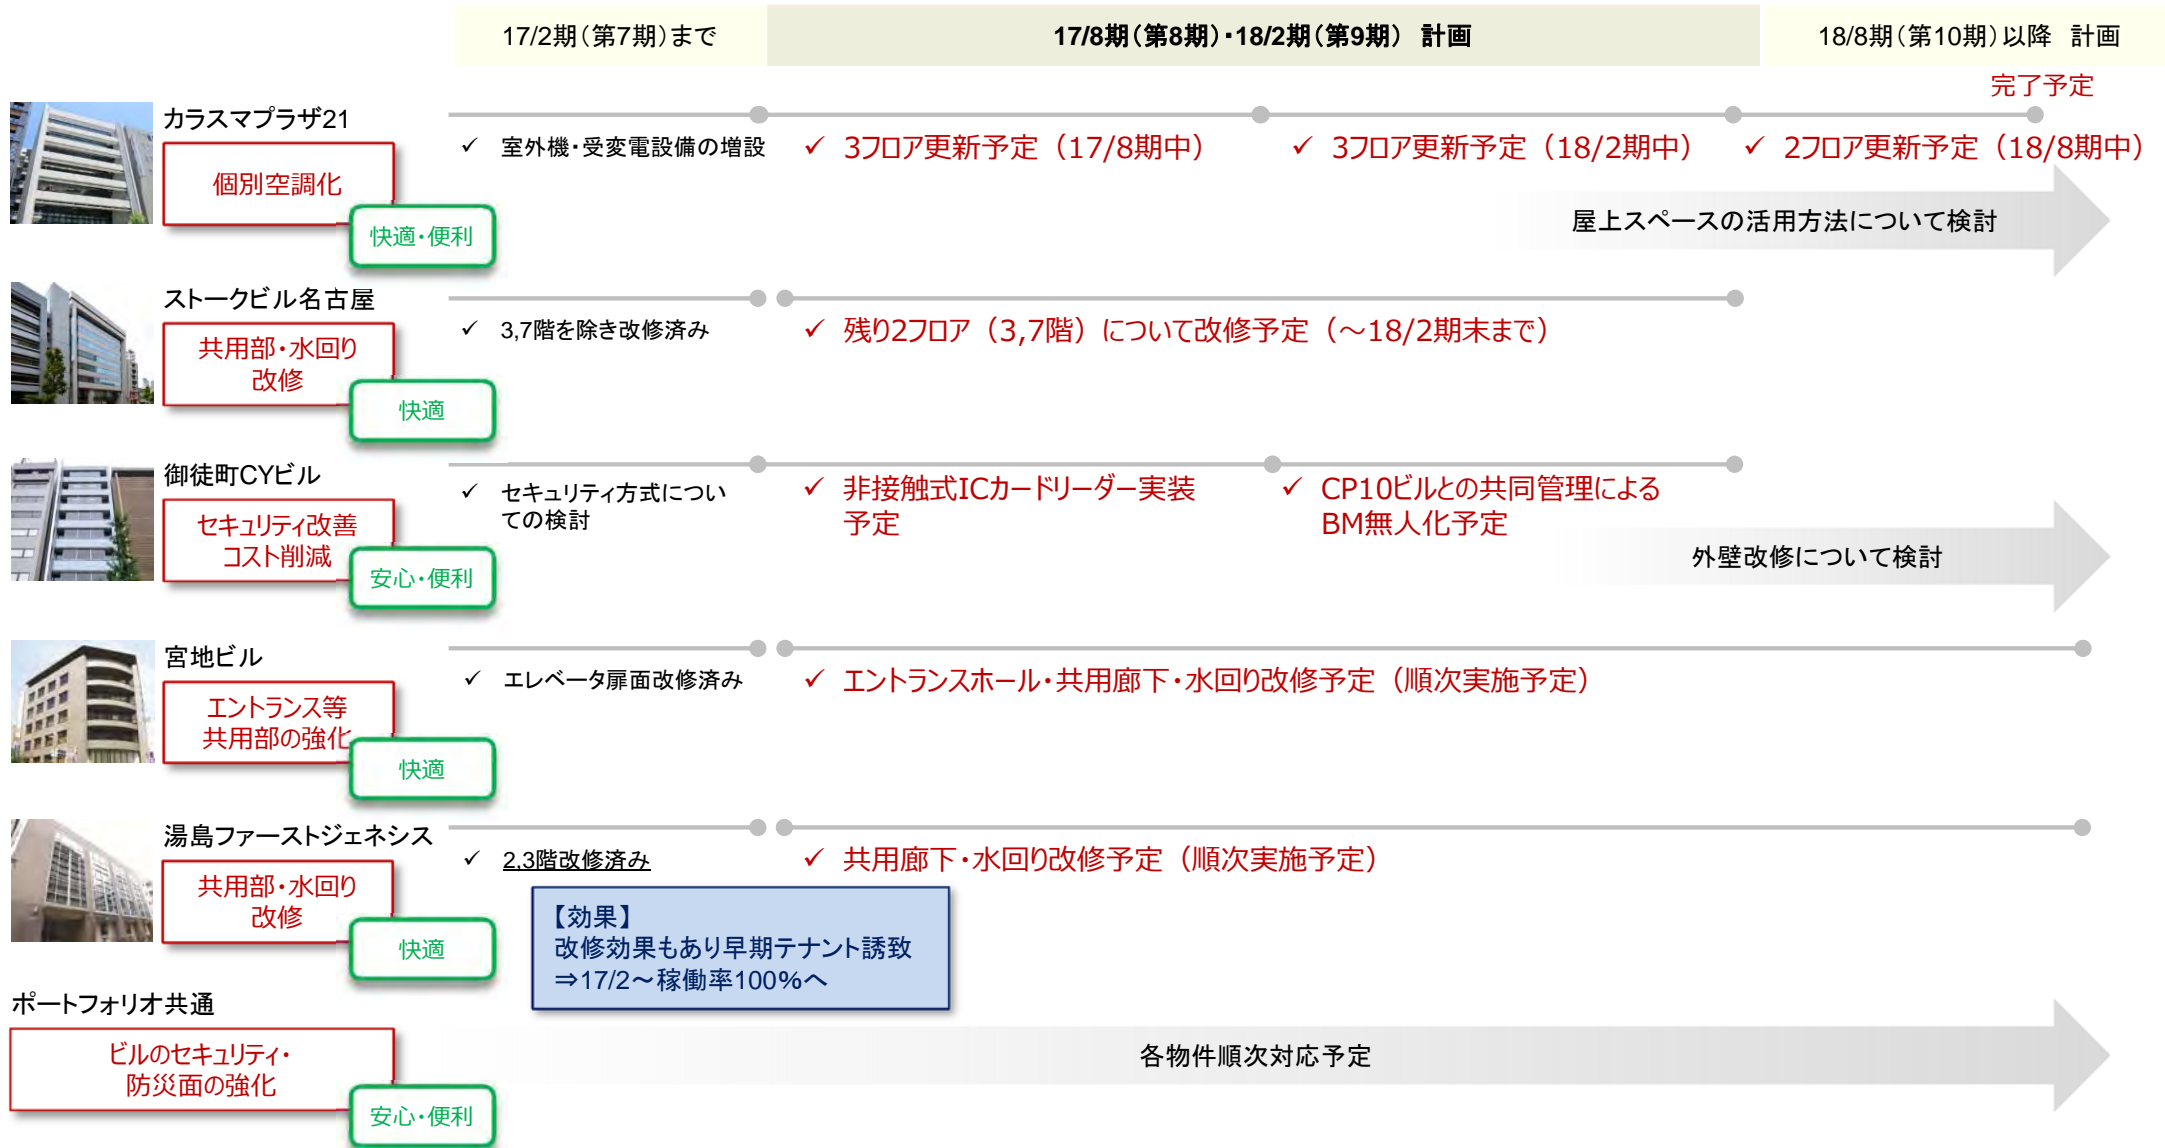 17/2期（第7期）まで
17/8期（第8期）・18/2期（第9期） 計画
18/8期（第10期）以降 計画
完了予定
カラスマプラザ21
個別空調化
快適・便利
✓ 室外機・受変電設備の増設
✓ 3フロア更新予定（17/8期中）
✓ 3フロア更新予定（18/2期中）
✓ 2フロア更新予定（18/8期中）
屋上スペースの活用方法について検討
ストークビル名古屋
共用部・水回り
改修
快適
✓ 3,7階を除き改修済み
✓ 残り2フロア（3,7階）について改修予定（～18/2期末まで）
御徒町CYビル
セキュリティ改善
コスト削減
安心・便利
✓ セキュリティ方式につい
ての検討
✓ 非接触式ICカードリーダー実装
予定
✓ CP10ビルとの共同管理による
BM無人化予定
外壁改修について検討
宮地ビル
エントランス等
共用部の強化
快適
✓ エレベータ扉面改修済み
✓ エントランスホール・共用廊下・水回り改修予定（順次実施予定）
湯島ファーストジェネシス
共用部・水回り
改修
快適
✓ 2,3階改修済み
✓ 共用廊下・水回り改修予定（順次実施予定）
【効果】
改修効果もあり早期テナント誘致
⇒17/2～稼働率100%へ
ポートフォリオ共通
ビルのセキュリティ・
防災面の強化
安心・便利
各物件順次対応予定